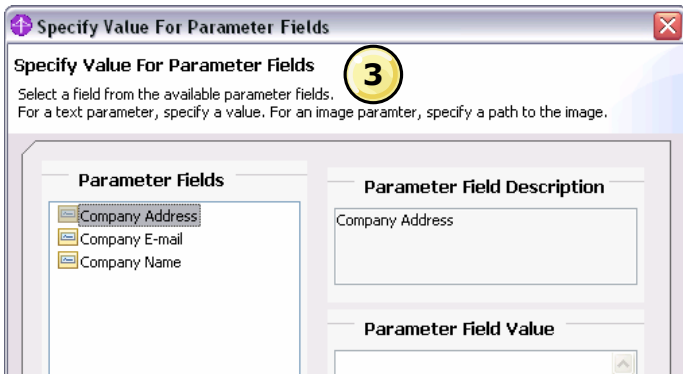 Specify Value For Parameter Fields
Specify Value For Parameter Fields
3
Select a field from the available parameter fields.
For a text parameter, specify a value. For an image paramter, specify a path to the image.
Parameter Fields
Company Address
Company E-mail
Company Name
Parameter Field Description
Company Address
Parameter Field Value